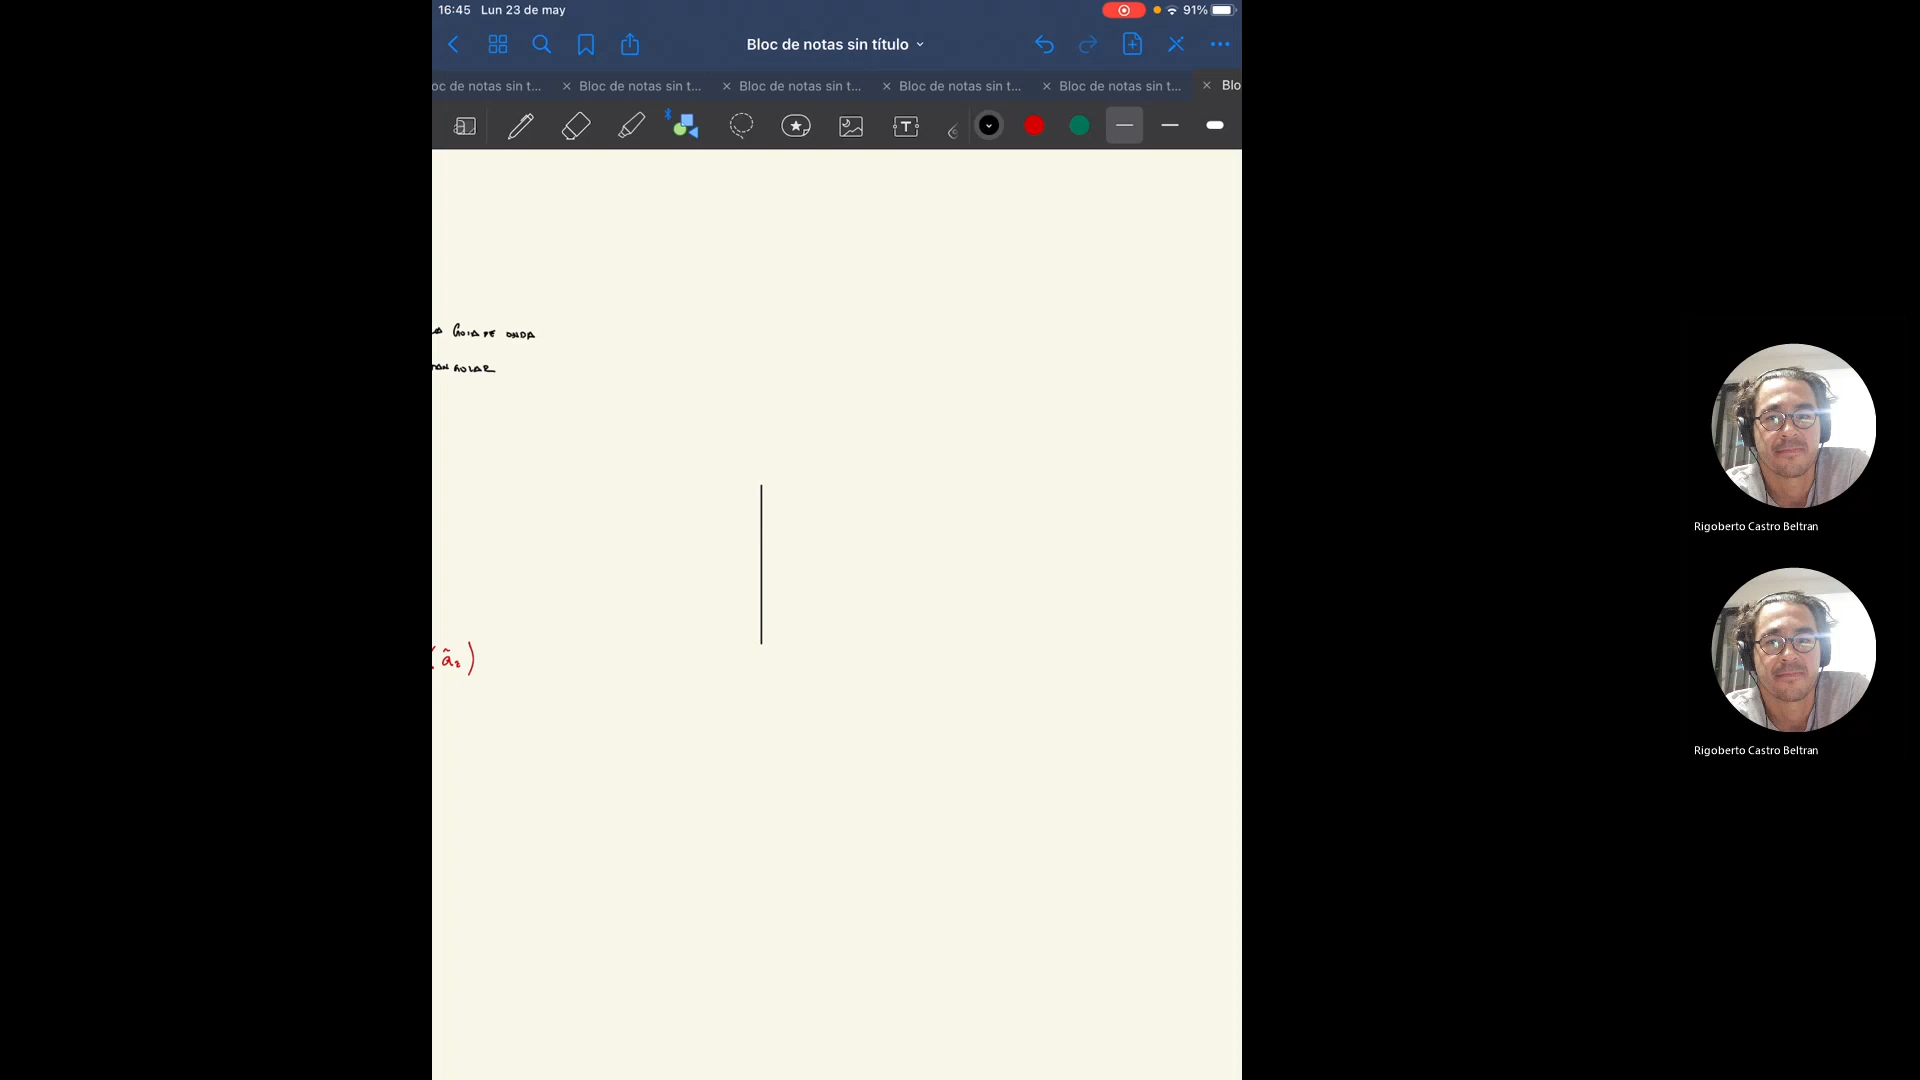 16:45 Lun 23 de may 91%
Bloc de notas sin título
oc de notas sin t... Bloc de notas sin t... Bloc de notas sin t... Bloc de notas sin t... Bloc de notas sin t... Blo
T
GUIA DE ONDA
ANGULAR
(ã₂)
Rigoberto Castro Beltran
Rigoberto Castro Beltran